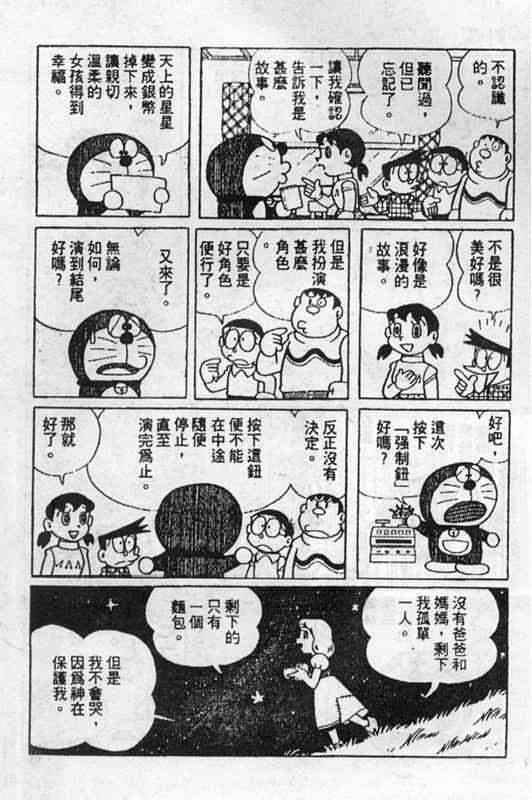 不認識
的。
聽聞過，
但已
忘記了。
讓我確認
一下，
告訴我是
甚麽
故事。
天上的星星
變成銀幣
掉下來，
讓親切
溫柔的
女孩得到
幸福。
不是很
美好嗎？
好像是
浪漫的
故事。
但是
我扮演
甚麽
角色
。
只要是
好角色
便行了。
又來了。
無論
如何，
演到結尾
好嗎？
好吧，
這次
按下
「强制鈕」
好嗎？
反正沒有
決定。
按下這鈕
便不能
在中途
隨便
停止，
直至
演完爲止。
那就
好了。
沒有爸爸和
媽媽，剩下
我孤單
一人。
剩下的
只有
一個
麵包。
但是
我不會哭，
因爲神在
保護我。